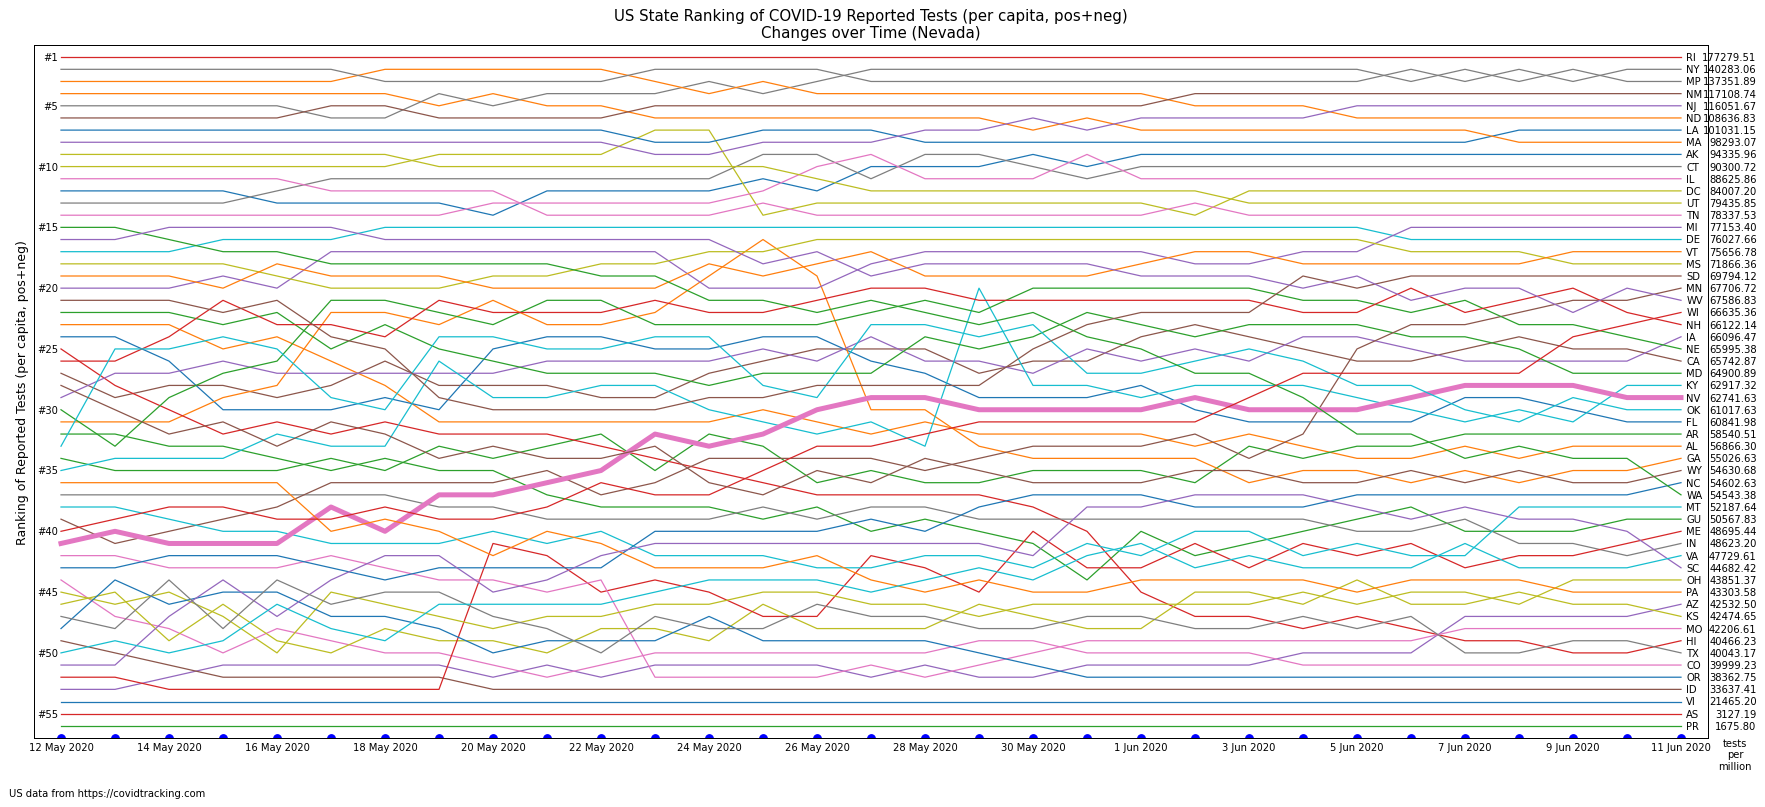 US State Ranking of COVID-19 Reported Tests (per capita, pos+neg)
Changes over Time (Nevada)
Ranking of Reported Tests (per capita, pos+neg)
#1
#5
#10
#15
#20
#25
#30
#35
#40
#45
#50
#55
RI 177279.51
NY 140283.06
MP 137351.89
NM 117108.74
NJ 116051.67
ND 108636.83
LA 101031.15
MA 98293.07
AK 94335.96
CT 90300.72
IL 88625.86
DC 84007.20
UT 79435.85
TN 78337.53
MI 77153.40
DE 76027.66
VT 75656.78
MS 71866.36
SD 69794.12
MN 67706.72
WV 67586.83
WI 66635.36
NH 66122.14
IA 66096.47
NE 65995.38
CA 65742.87
MD 64900.89
KY 62917.32
NV 62741.63
OK 61017.63
FL 60841.98
AR 58540.51
AL 56866.30
GA 55026.63
WY 54630.68
NC 54602.63
WA 54543.38
MT 52187.64
GU 50567.83
ME 48695.44
IN 48623.20
VA 47729.61
SC 44682.42
OH 43851.37
PA 43303.58
AZ 42532.50
KS 42474.65
MO 42206.61
HI 40466.23
TX 40043.17
CO 39999.23
OR 38362.75
ID 33637.41
VI 21465.20
AS 3127.19
PR 1675.80
12 May 2020
14 May 2020
16 May 2020
18 May 2020
20 May 2020
22 May 2020
24 May 2020
26 May 2020
28 May 2020
30 May 2020
1 Jun 2020
3 Jun 2020
5 Jun 2020
7 Jun 2020
9 Jun 2020
11 Jun 2020
tests
per
million
US data from https://covidtracking.com